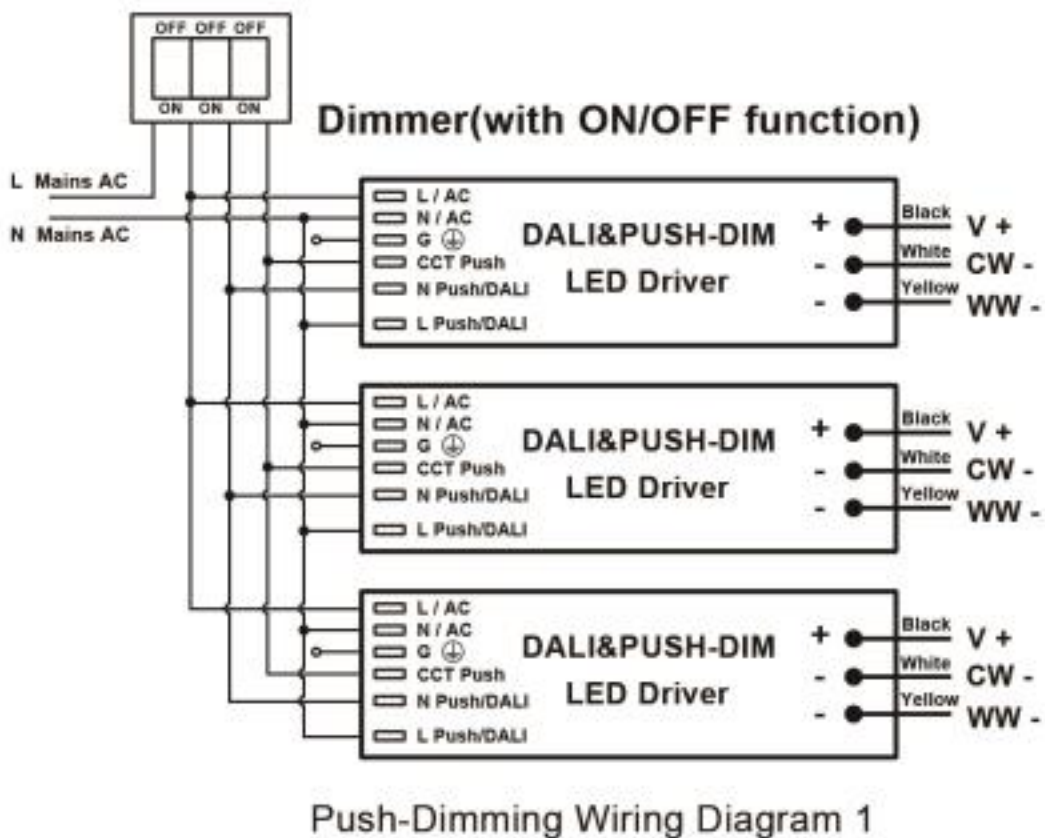 OFF OFF OFF
ON ON ON
Dimmer(with ON/OFF function)
L Mains AC
N Mains AC
L / AC
N / AC
G
CCT Push
N Push/DALI
L Push/DALI
DALI&PUSH-DIM
LED Driver
+ Black V +
- White CW -
- Yellow WW -
L / AC
N / AC
G
CCT Push
N Push/DALI
L Push/DALI
DALI&PUSH-DIM
LED Driver
+ Black V +
- White CW -
- Yellow WW -
L / AC
N / AC
G
CCT Push
N Push/DALI
L Push/DALI
DALI&PUSH-DIM
LED Driver
+ Black V +
- White CW -
- Yellow WW -
Push-Dimming Wiring Diagram 1